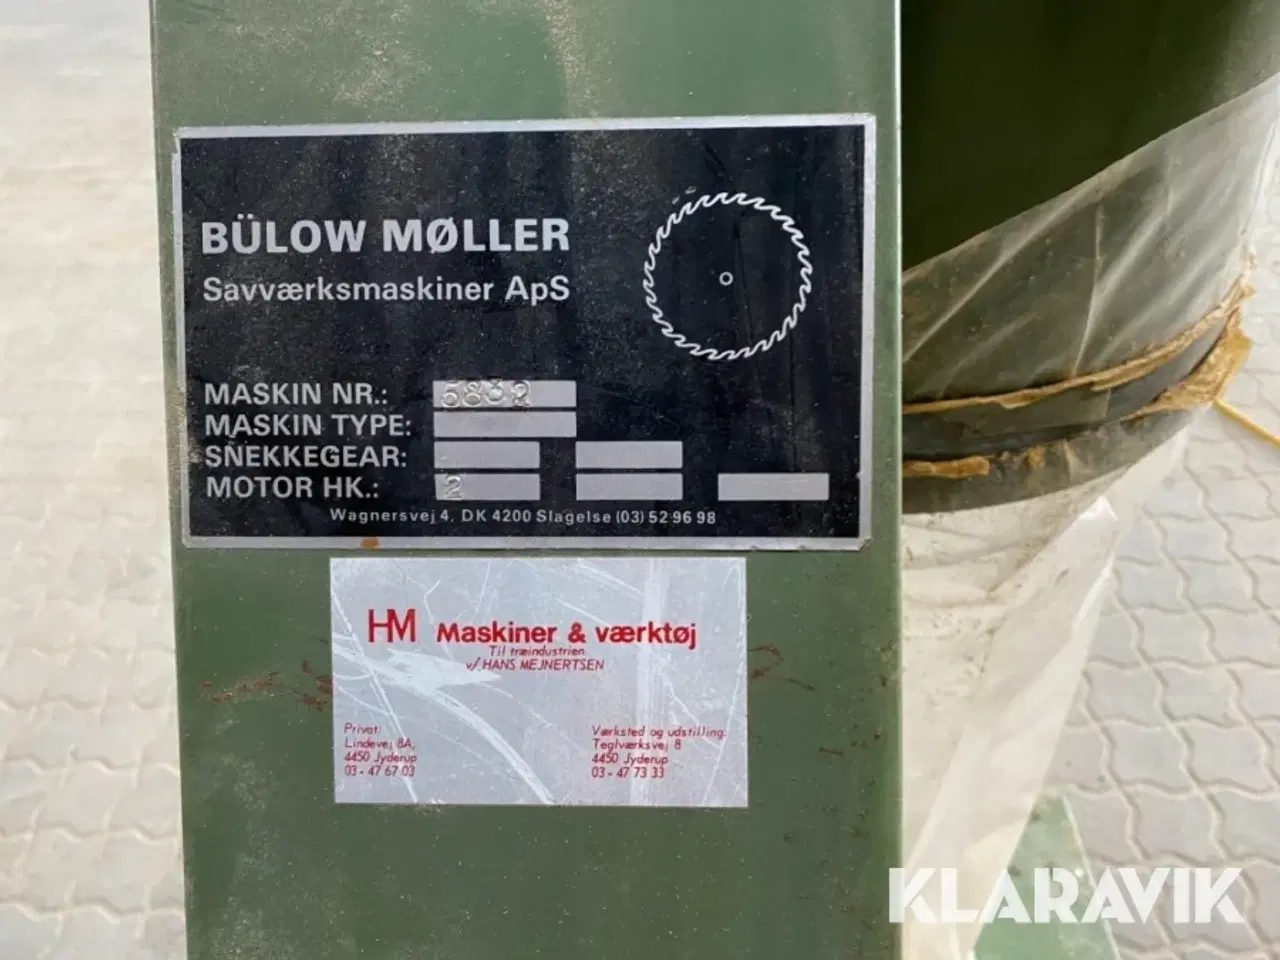 BÜLOW MØLLER
Savværksmaskiner ApS
MASKIN NR.: 5832
MASKIN TYPE:
SNEKKEGEAR:
MOTOR HK.: 2
Wagnersvej 4, DK 4200 Slagelse (03) 52 96 98
HM Maskiner & værktøj
Til træindustrien
v/ HANS MEJNERTSEN
Privat:
Lindevej 8A,
4450 Jyderup
03 - 47 67 03
Værksted og udstilling:
Teglværksvej 8
4450 Jyderup
03 - 47 73 33
KLARAVIK